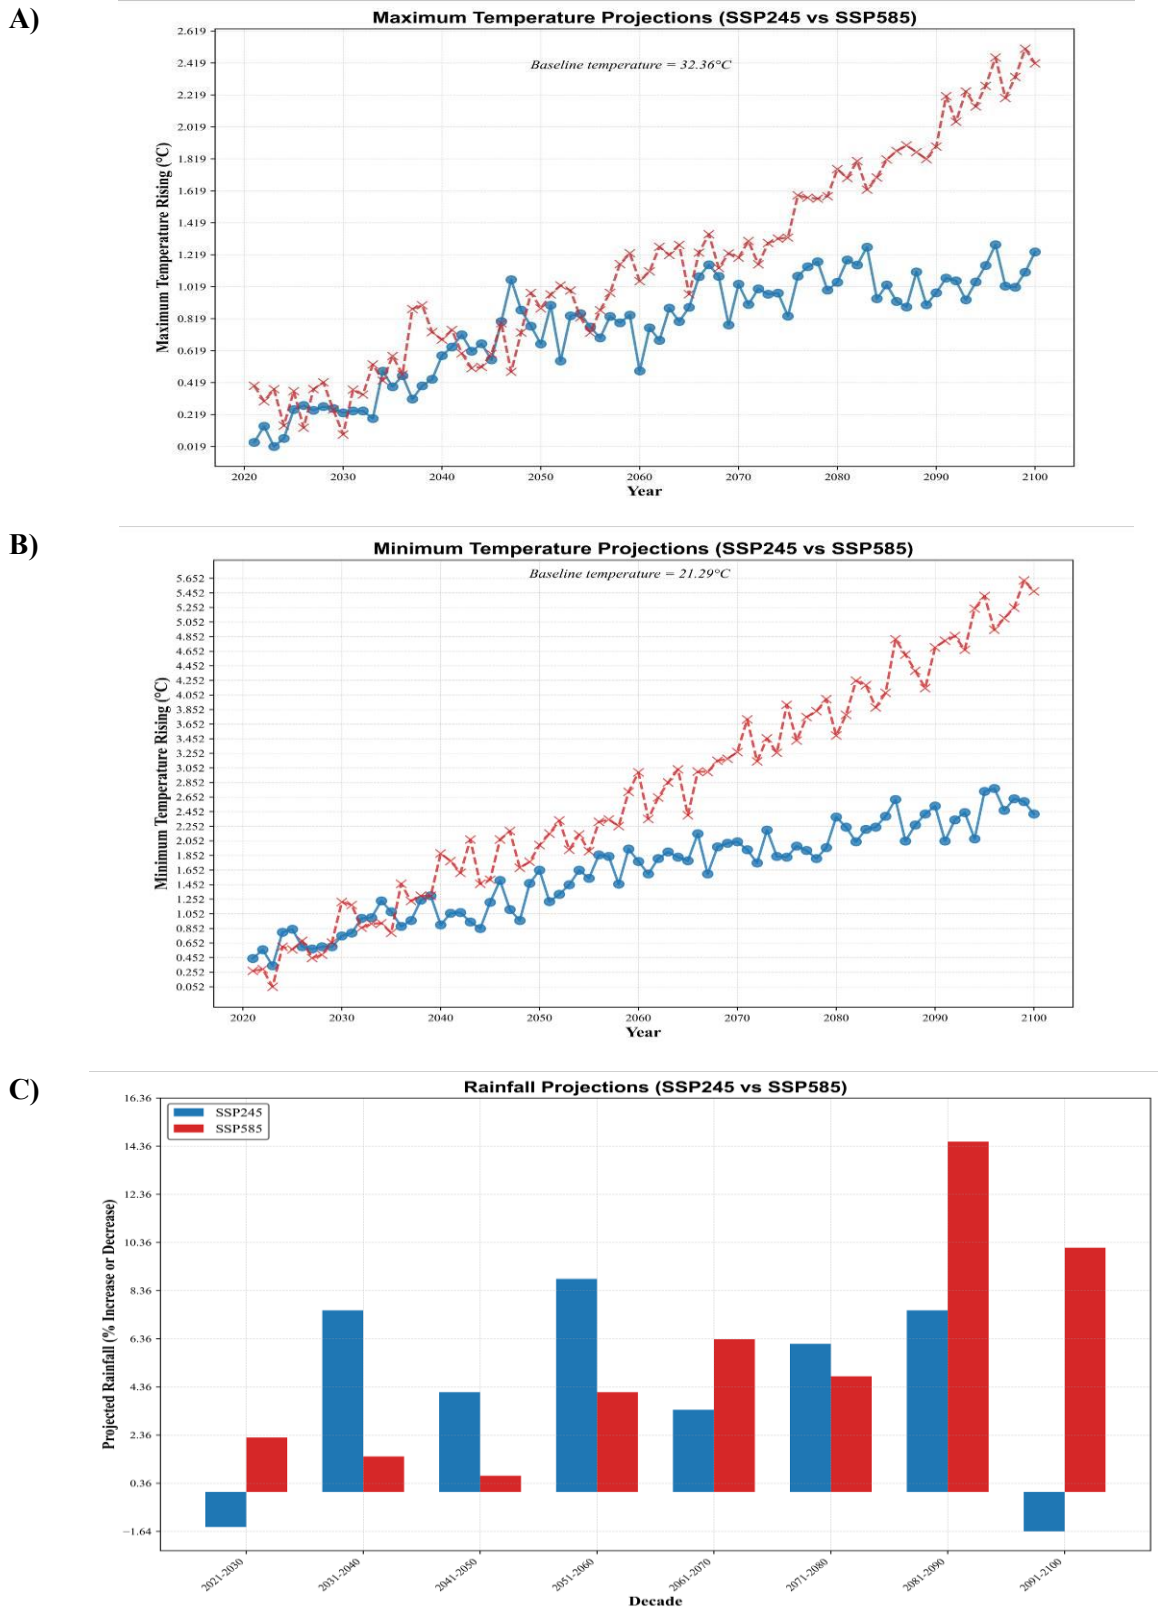 A)
Maximum Temperature Projections (SSP245 vs SSP585)
Baseline temperature = 32.36°C
Maximum Temperature Rising (°C)
2.619
2.419
2.219
2.019
1.819
1.619
1.419
1.219
1.019
0.819
0.619
0.419
0.219
0.019
2020 2030 2040 2050 2060 2070 2080 2090 2100
Year
B)
Minimum Temperature Projections (SSP245 vs SSP585)
Baseline temperature = 21.29°C
Minimum Temperature Rising (°C)
5.652
5.452
5.252
5.052
4.852
4.652
4.452
4.252
4.052
3.852
3.652
3.452
3.252
3.052
2.852
2.652
2.452
2.252
2.052
1.852
1.652
1.452
1.252
1.052
0.852
0.652
0.452
0.252
0.052
2020 2030 2040 2050 2060 2070 2080 2090 2100
Year
C)
Rainfall Projections (SSP245 vs SSP585)
SSP245
SSP585
Projected Rainfall (% Increase or Decrease)
16.36
14.36
12.36
10.36
8.36
6.36
4.36
2.36
0.36
−1.64
2021-2030 2031-2040 2041-2050 2051-2060 2061-2070 2071-2080 2081-2090 2091-2100
Decade